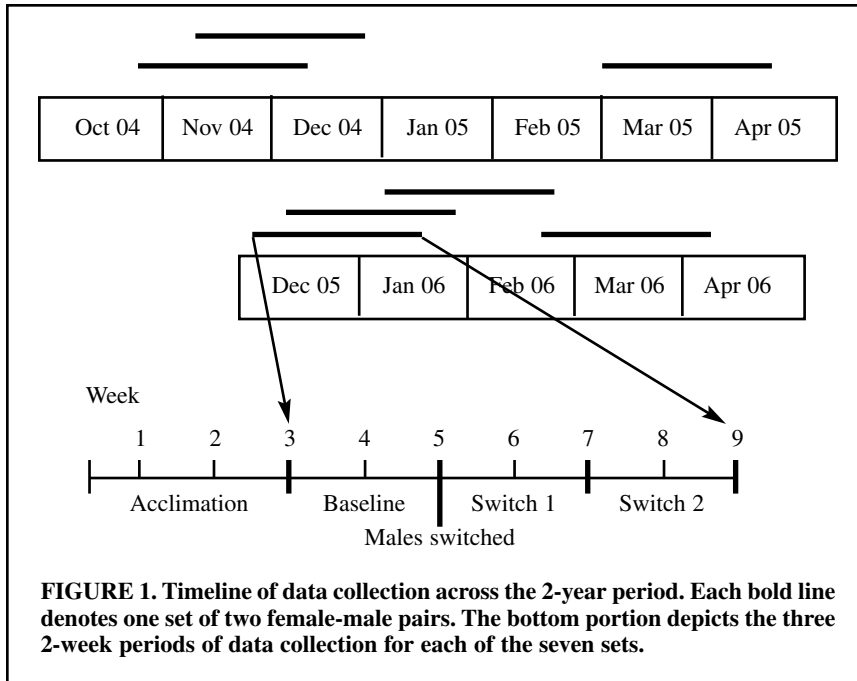 Oct 04 Nov 04 Dec 04 Jan 05 Feb 05 Mar 05 Apr 05
Dec 05 Jan 06 Feb 06 Mar 06 Apr 06
Week
1 2 3 4 5 6 7 8 9
Acclimation Baseline Switch 1 Switch 2
Males switched
FIGURE 1. Timeline of data collection across the 2-year period. Each bold line
denotes one set of two female-male pairs. The bottom portion depicts the three
2-week periods of data collection for each of the seven sets.